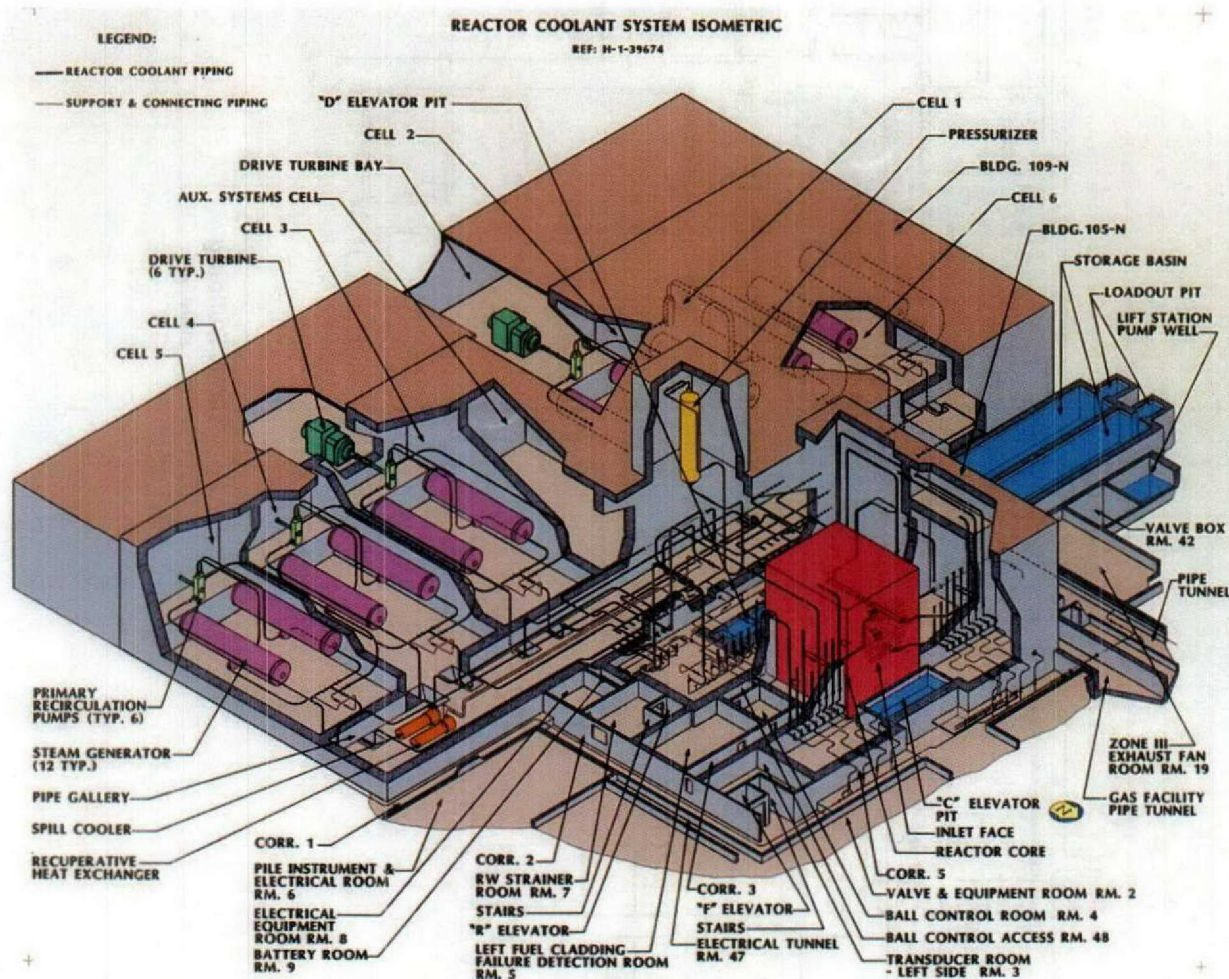 REACTOR COOLANT SYSTEM ISOMETRIC
REF: H-1-39674
LEGEND:
REACTOR COOLANT PIPING
SUPPORT & CONNECTING PIPING
"D" ELEVATOR PIT
CELL 2
DRIVE TURBINE BAY
AUX. SYSTEMS CELL
CELL 3
DRIVE TURBINE
(6 TYP.)
CELL 4
CELL 5
CELL 1
PRESSURIZER
BLDG. 109-N
CELL 6
BLDG.105-N
STORAGE BASIN
LOADOUT PIT
LIFT STATION
PUMP WELL
VALVE BOX
RM. 42
PIPE
TUNNEL
ZONE III
EXHAUST FAN
ROOM RM. 19
GAS FACILITY
PIPE TUNNEL
PRIMARY
RECIRCULATION
PUMPS (TYP. 6)
STEAM GENERATOR
(12 TYP.)
PIPE GALLERY
SPILL COOLER
RECUPERATIVE
HEAT EXCHANGER
CORR. 1
PILE INSTRUMENT &
ELECTRICAL ROOM
RM. 6
ELECTRICAL
EQUIPMENT
ROOM RM. 8
BATTERY ROOM
RM. 9
CORR. 2
RW STRAINER
ROOM RM. 7
STAIRS
"R" ELEVATOR
LEFT FUEL CLADDING
FAILURE DETECTION ROOM
RM. 5
CORR. 3
"F" ELEVATOR
STAIRS
ELECTRICAL TUNNEL
RM. 47
"C" ELEVATOR
PIT
N
INLET FACE
REACTOR CORE
CORR. 5
VALVE & EQUIPMENT ROOM RM. 2
BALL CONTROL ROOM RM. 4
BALL CONTROL ACCESS RM. 48
TRANSDUCER ROOM
- LEFT SIDE RM. 3